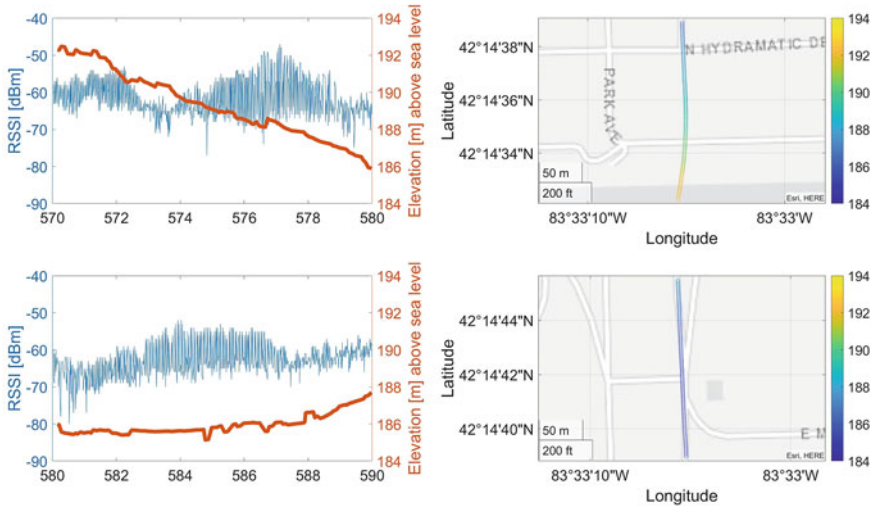 -40
-50
-60
-70
-80
-90
RSSI [dBm]
194
192
190
188
186
184
Elevation [m] above sea level
570 572 574 576 578 580
42°14'38"N
42°14'36"N
42°14'34"N
Latitude
N HYDRAMATIC DE
PARK AVE
50 m
200 ft
Esri, HERE
83°33'10"W 83°33'W
Longitude
194
192
190
188
186
184
-40
-50
-60
-70
-80
-90
RSSI [dBm]
194
192
190
188
186
184
Elevation [m] above sea level
580 582 584 586 588 590
42°14'44"N
42°14'42"N
42°14'40"N
Latitude
E M
50 m
200 ft
Esri, HERE
83°33'10"W 83°33'W
Longitude
194
192
190
188
186
184